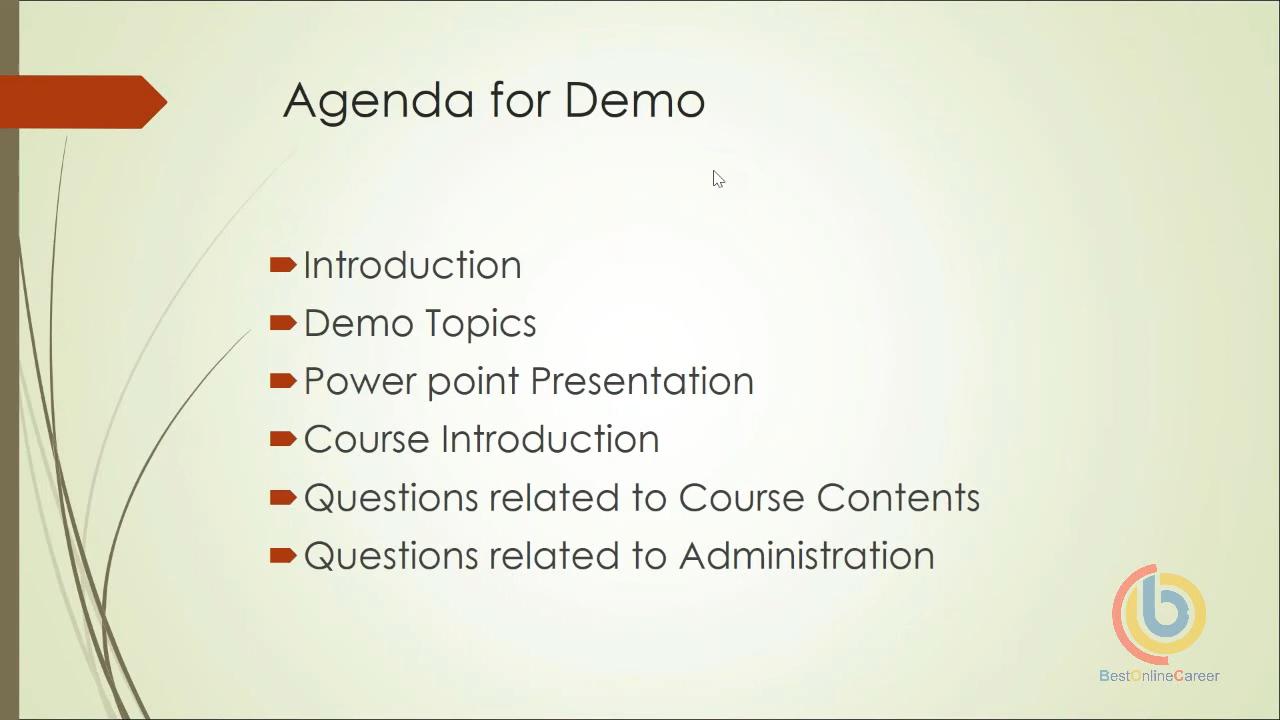 Agenda for Demo
Introduction
Demo Topics
Power point Presentation
Course Introduction
Questions related to Course Contents
Questions related to Administration
b
BestOnlineCareer